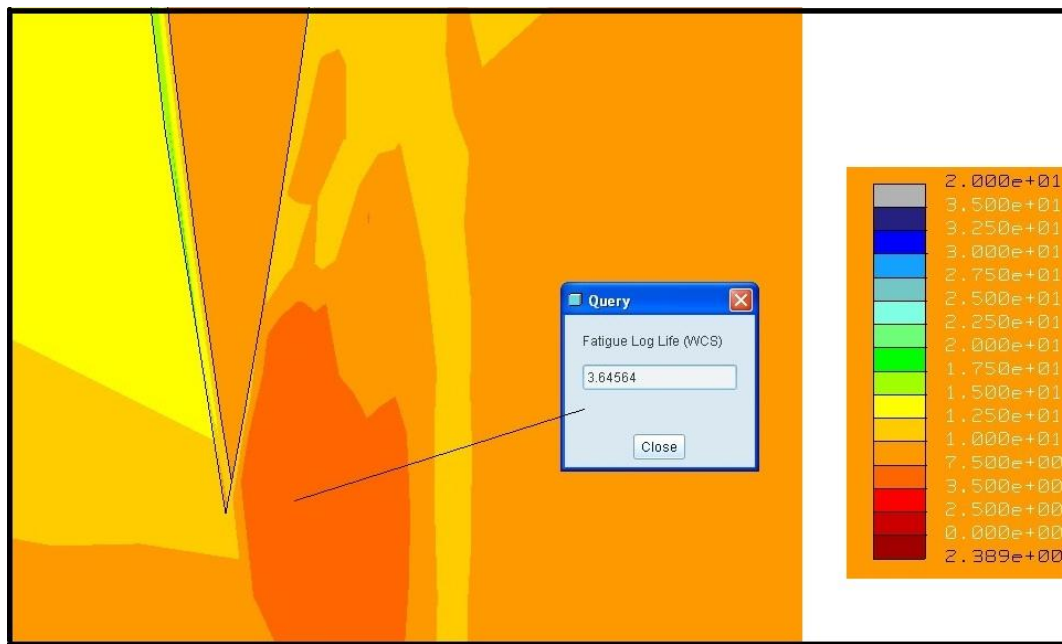 Query
Fatigue Log Life (WCS)
3.64564
Close
2.000e+01
3.500e+01
3.250e+01
3.000e+01
2.750e+01
2.500e+01
2.250e+01
2.000e+01
1.750e+01
1.500e+01
1.250e+01
1.000e+01
7.500e+00
3.500e+00
2.500e+00
0.000e+00
2.389e+00